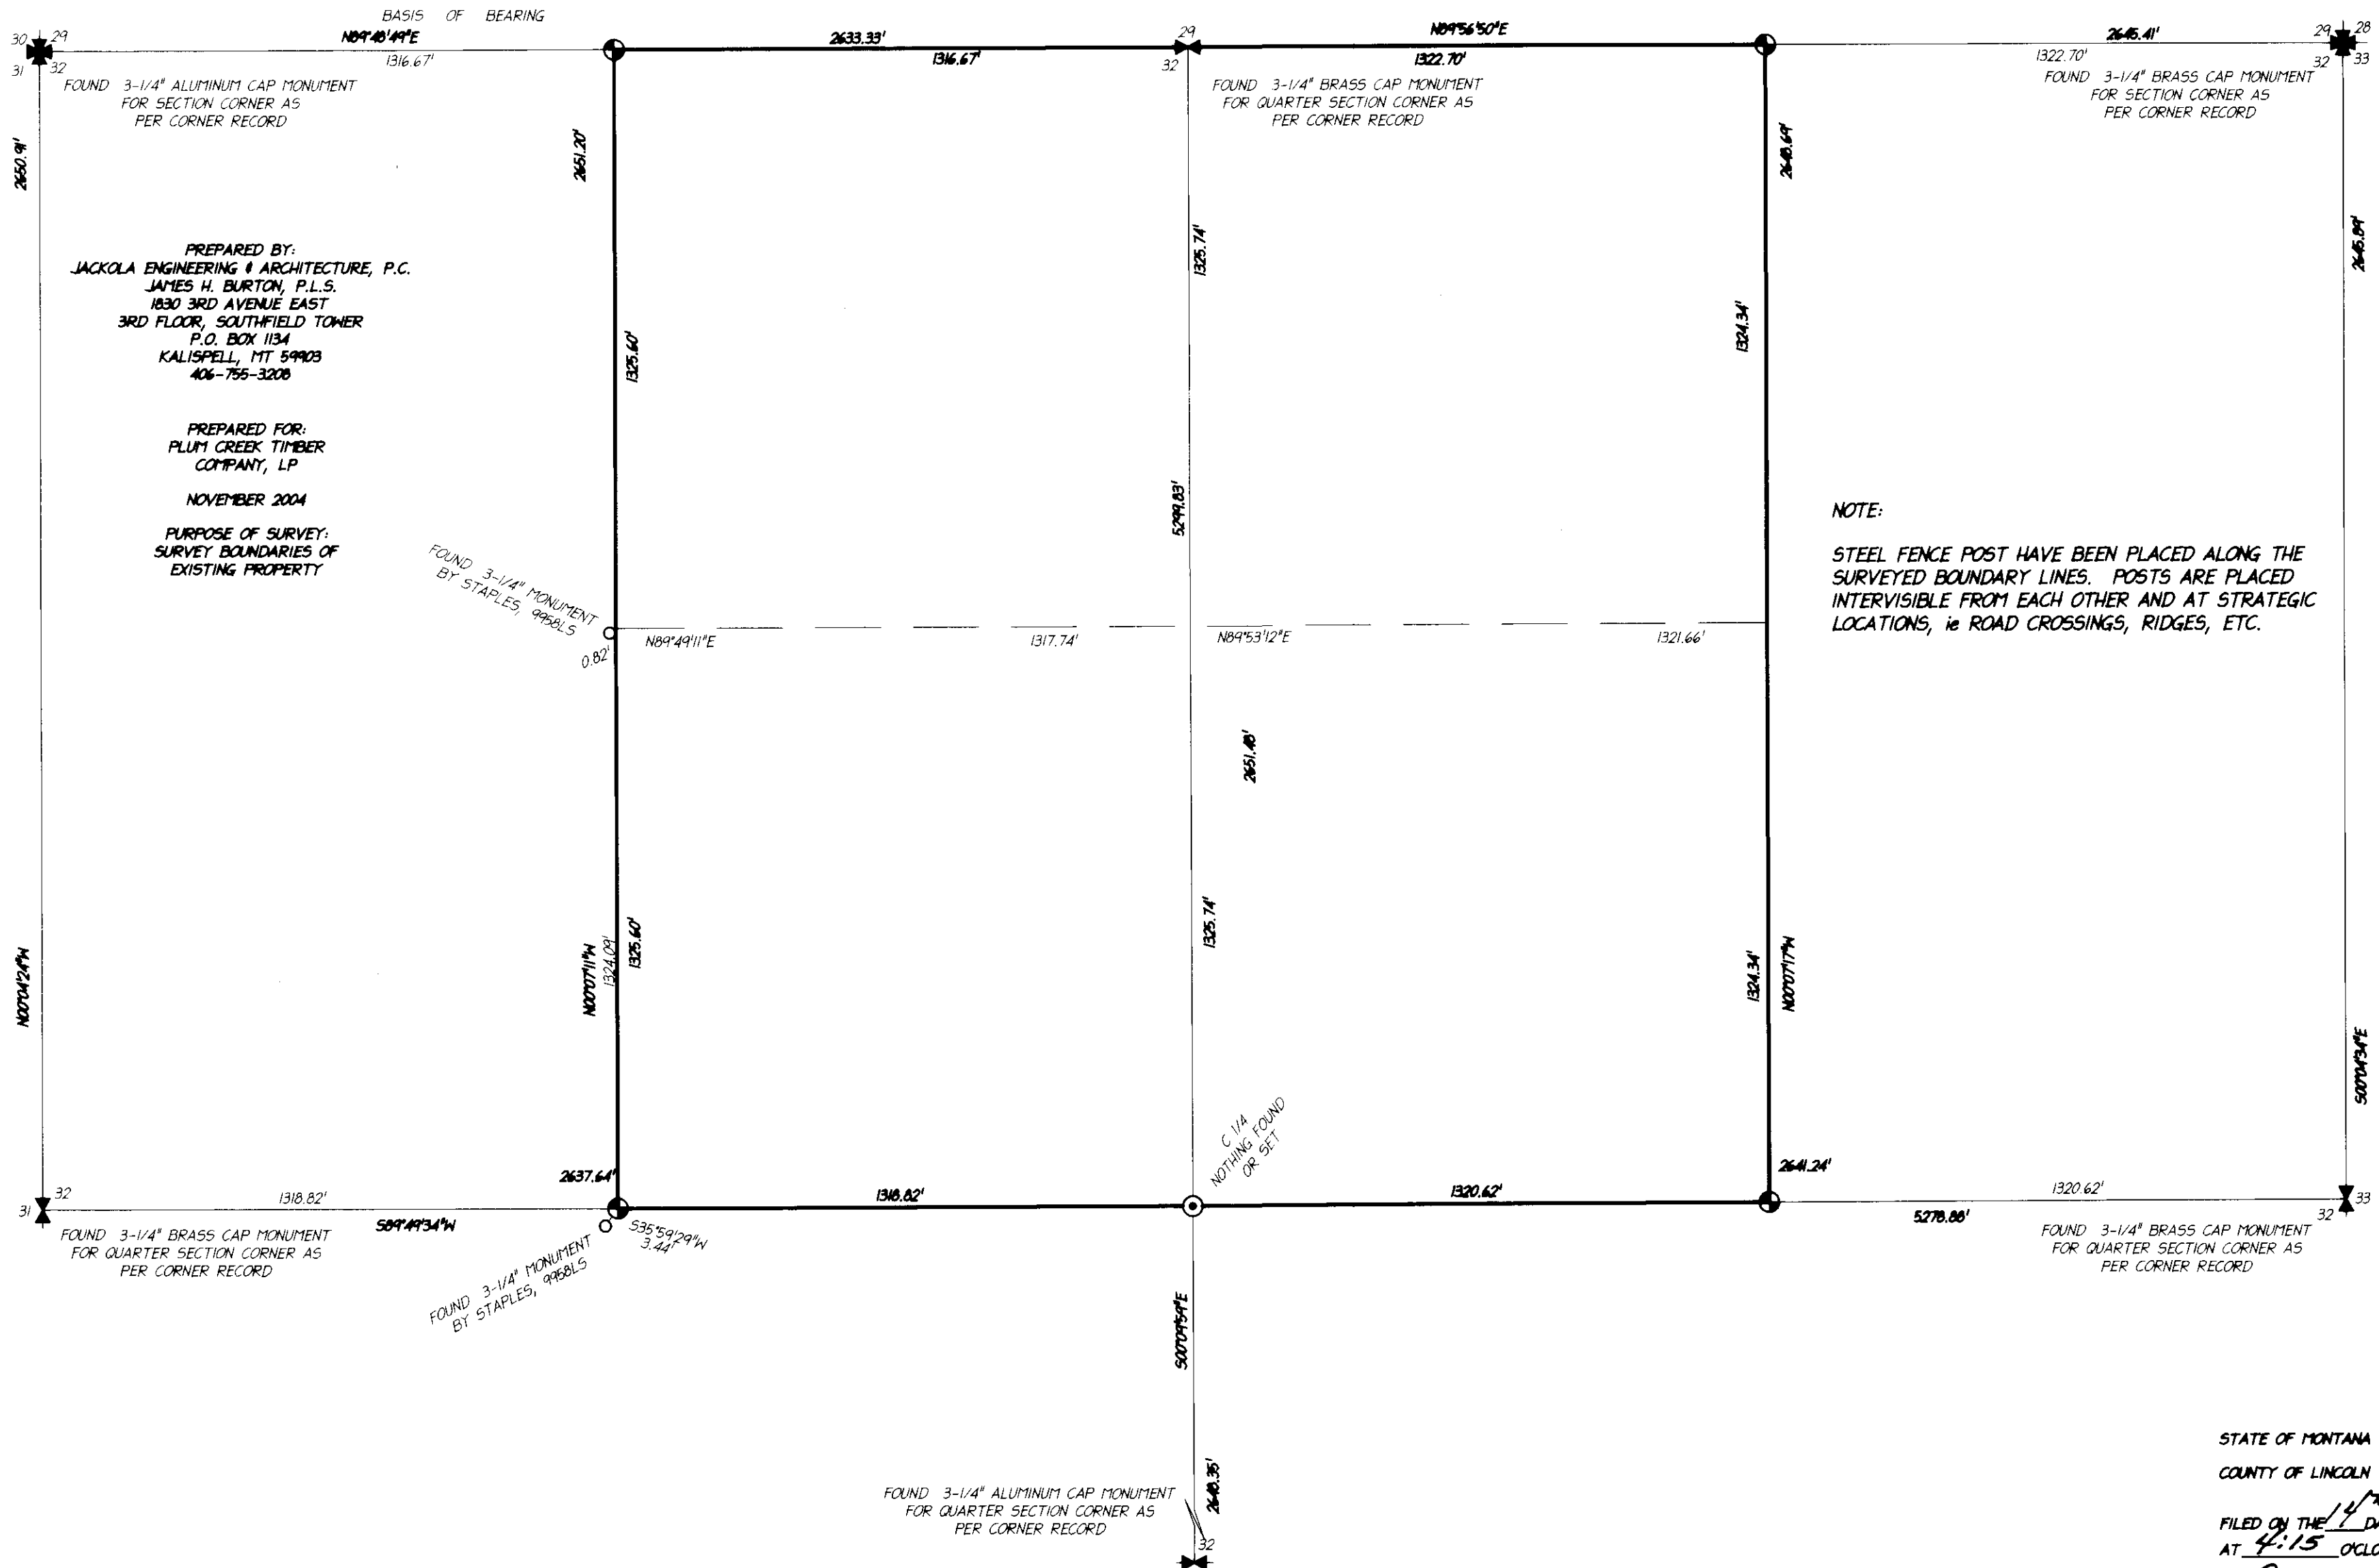 BASIS OF BEARING
30 29
31 32
N89°48'49"E
1316.67'
2633.33'
1316.67'
29
32
N89°56'50"E
1322.70'
2645.41'
1322.70'
29 28
32 33
FOUND 3-1/4" ALUMINUM CAP MONUMENT
FOR SECTION CORNER AS
PER CORNER RECORD
FOUND 3-1/4" BRASS CAP MONUMENT
FOR QUARTER SECTION CORNER AS
PER CORNER RECORD
FOUND 3-1/4" BRASS CAP MONUMENT
FOR SECTION CORNER AS
PER CORNER RECORD
2650.91'
2651.20'
2648.69'
2645.89'
1325.74'
PREPARED BY:
JACKOLA ENGINEERING & ARCHITECTURE, P.C.
JAMES H. BURTON, P.L.S.
1830 3RD AVENUE EAST
3RD FLOOR, SOUTHFIELD TOWER
P.O. BOX 1134
KALISPELL, MT 59903
406-755-3208
1325.60'
1324.34'
PREPARED FOR:
PLUM CREEK TIMBER
COMPANY, LP
NOVEMBER 2004
PURPOSE OF SURVEY:
SURVEY BOUNDARIES OF
EXISTING PROPERTY
5299.83'
NOTE:
STEEL FENCE POST HAVE BEEN PLACED ALONG THE
SURVEYED BOUNDARY LINES. POSTS ARE PLACED
INTERVISIBLE FROM EACH OTHER AND AT STRATEGIC
LOCATIONS, ie ROAD CROSSINGS, RIDGES, ETC.
FOUND 3-1/4" MONUMENT
BY STAPLES, 9958LS
0.82'
N89°49'11"E
1317.74'
N89°53'12"E
1321.66'
2651.48'
1325.74'
N00°04'24"W
N00°07'11"W
1324.09'
1325.60'
1324.34'
N00°07'17"W
S00°04'34"E
C 1/4
NOTHING FOUND
OR SET
32
31
1318.82'
2637.64'
S89°49'34"W
1318.82'
1320.62'
2641.24'
1320.62'
5278.88'
33
32
S35°59'29"W
3.44'
FOUND 3-1/4" BRASS CAP MONUMENT
FOR QUARTER SECTION CORNER AS
PER CORNER RECORD
FOUND 3-1/4" MONUMENT
BY STAPLES, 9958LS
FOUND 3-1/4" BRASS CAP MONUMENT
FOR QUARTER SECTION CORNER AS
PER CORNER RECORD
S00°09'59"E
2648.35'
FOUND 3-1/4" ALUMINUM CAP MONUMENT
FOR QUARTER SECTION CORNER AS
PER CORNER RECORD
32
STATE OF MONTANA
COUNTY OF LINCOLN
FILED ON THE 14th
AT 4:15